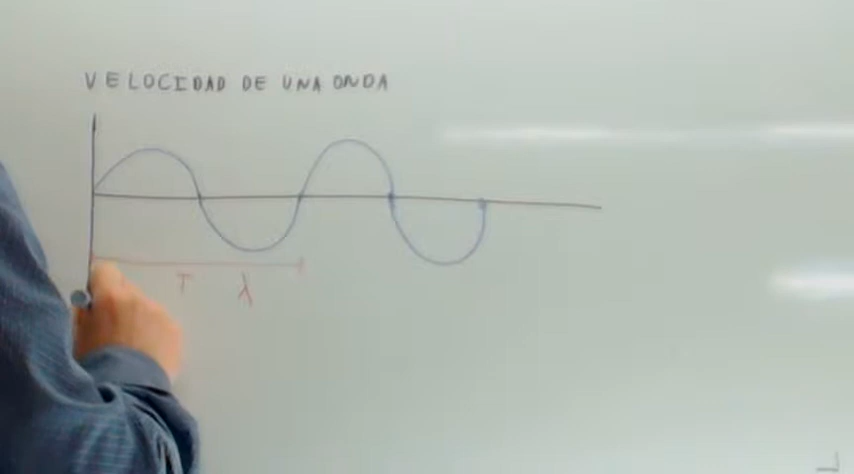 VELOCIDAD DE UNA ONDA
T λ